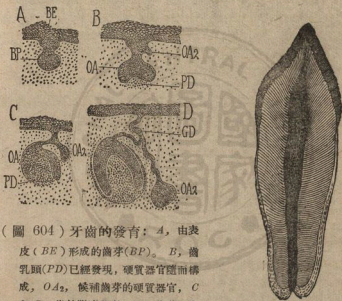 A
BE
B
BP
OA
OA2
PD
C
D
GD
OA
OA2
PD
OA2
(圖 604) 牙齒的發育: A, 由表
皮(BE)形成的齒芽(BP). B, 齒
乳頭(PD)已經發現, 硬質器官隨而構
成, OA2, 候補齒芽的硬質器官, C